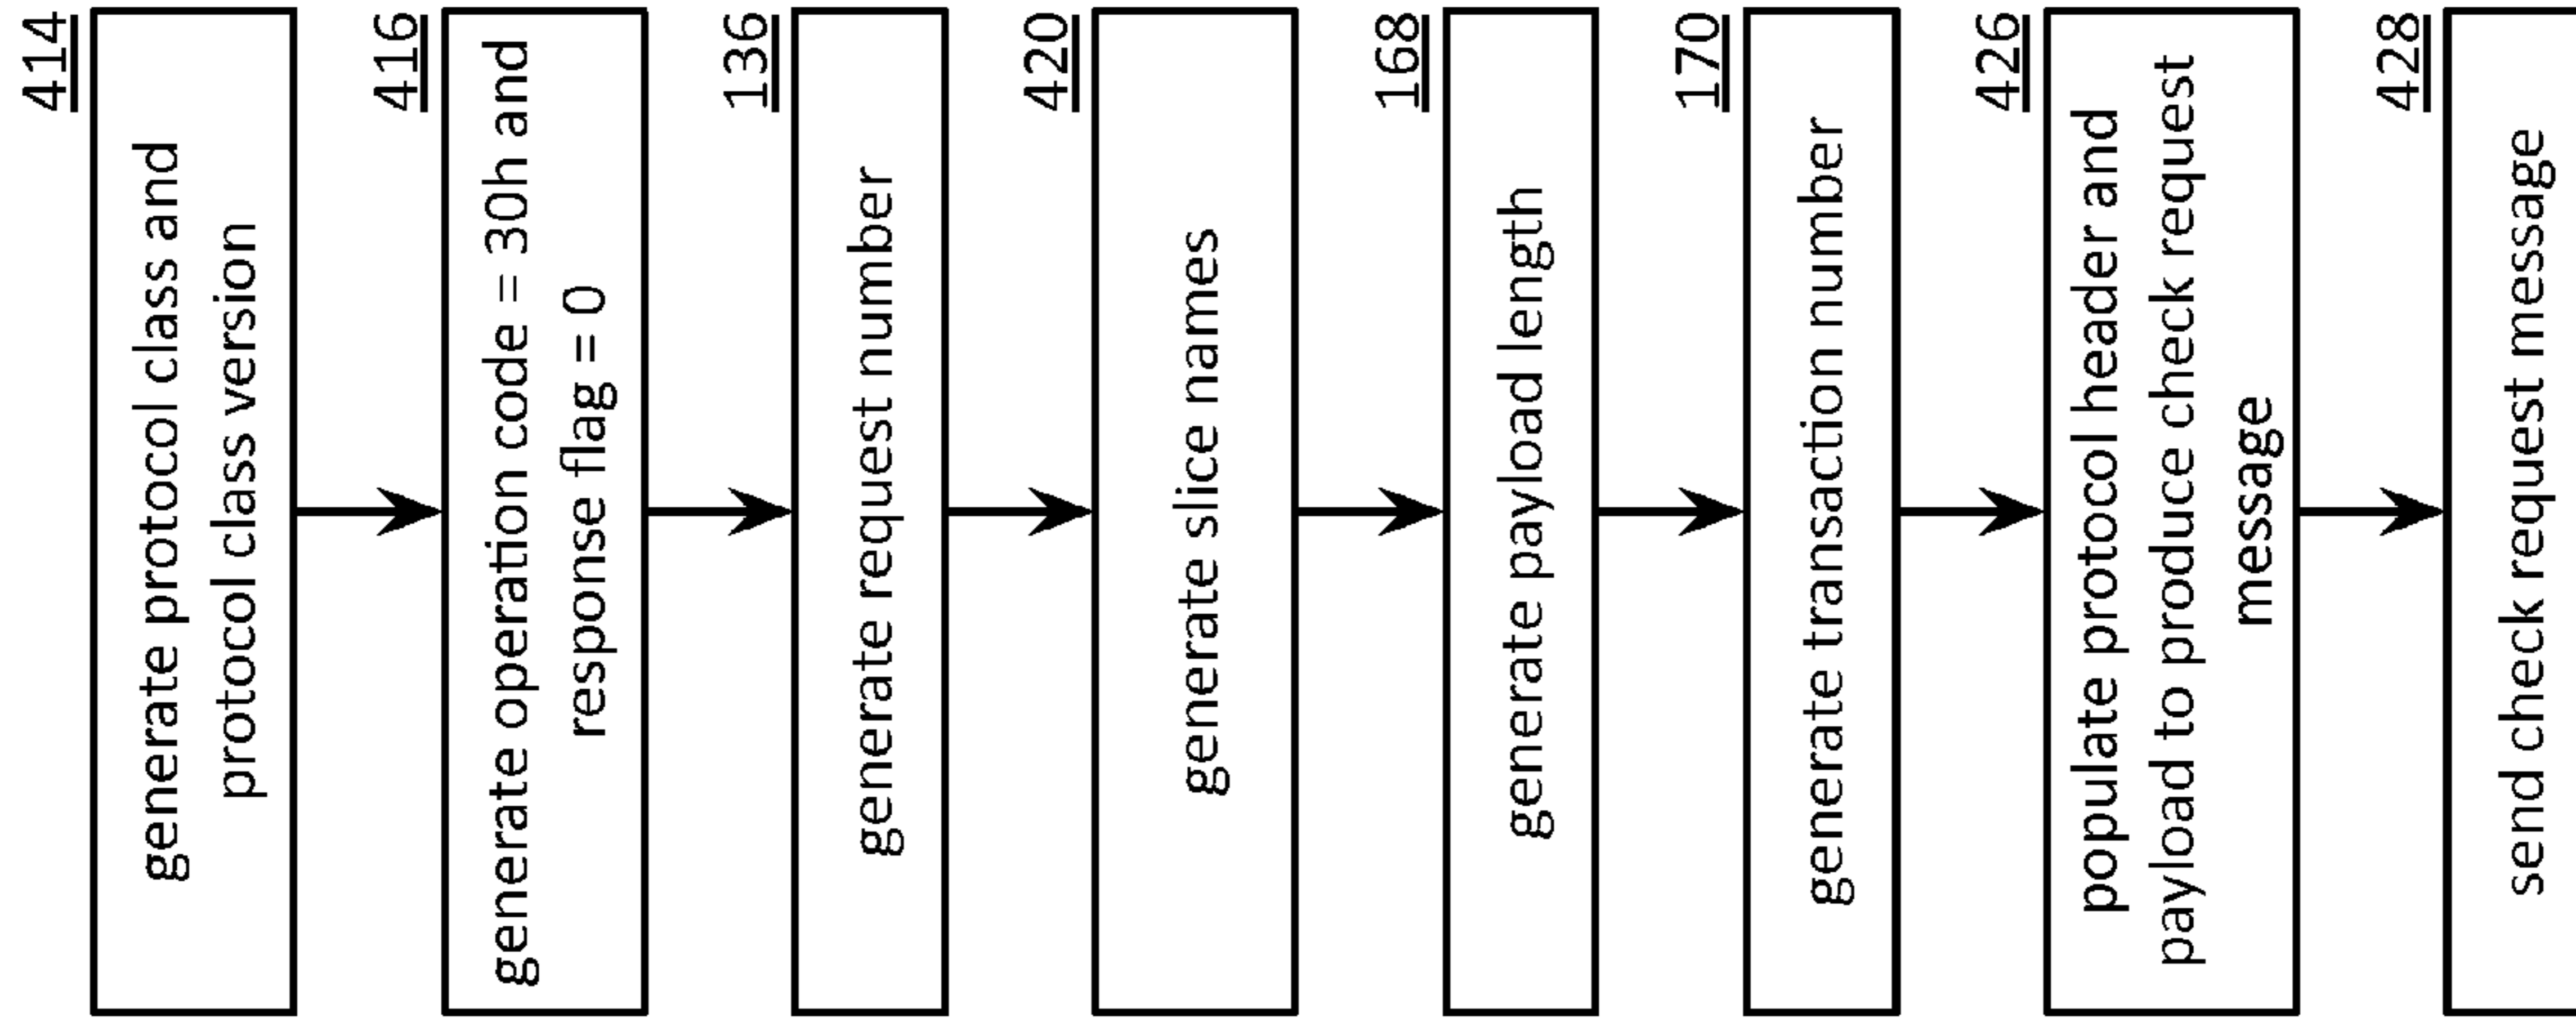 414
generate protocol class and
protocol class version
416
generate operation code = 30h and
response flag = 0
136
generate request number
420
generate slice names
168
generate payload length
170
generate transaction number
426
populate protocol header and
payload to produce check request
message
428
send check request message